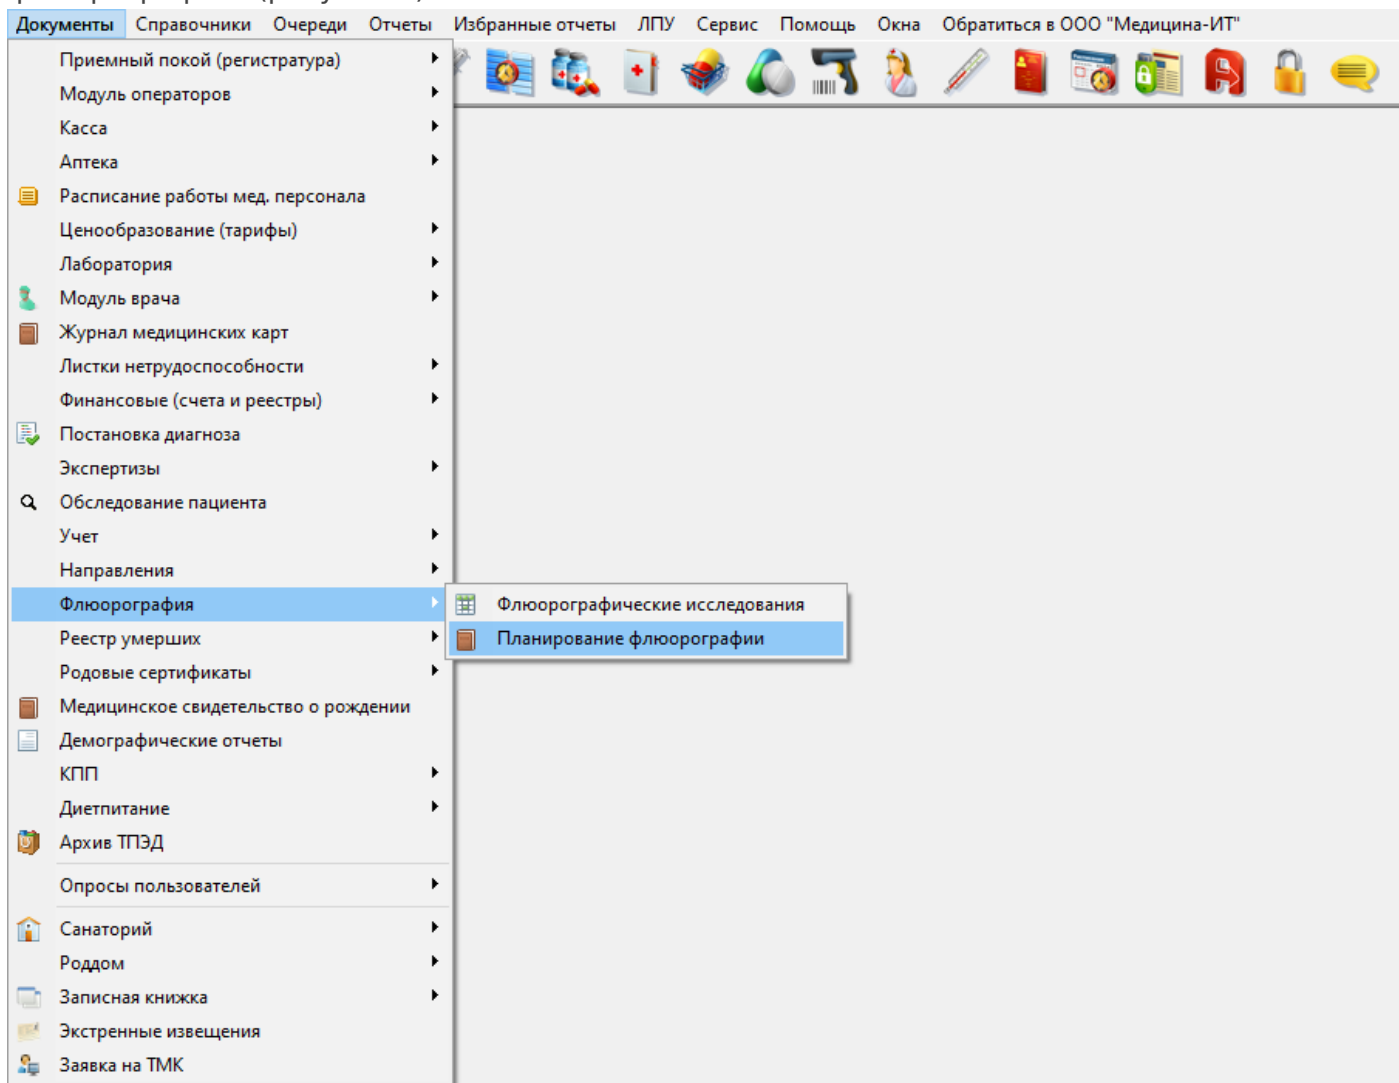 Документы Справочники Очереди Отчеты Избранные отчеты ЛПУ Сервис Помощь Окна Обратиться в ООО "Медицина-ИТ"
Приемный покой (регистратура)
Модуль операторов
Касса
Аптека
Расписание работы мед. персонала
Ценообразование (тарифы)
Лаборатория
Модуль врача
Журнал медицинских карт
Листки нетрудоспособности
Финансовые (счета и реестры)
Постановка диагноза
Экспертизы
Обследование пациента
Учет
Направления
Флюорография
Флюорографические исследования
Планирование флюорографии
Реестр умерших
Родовые сертификаты
Медицинское свидетельство о рождении
Демографические отчеты
КПП
Диетпитание
Архив ТПЭД
Опросы пользователей
Санаторий
Роддом
Записная книжка
Экстренные извещения
Заявка на ТМК